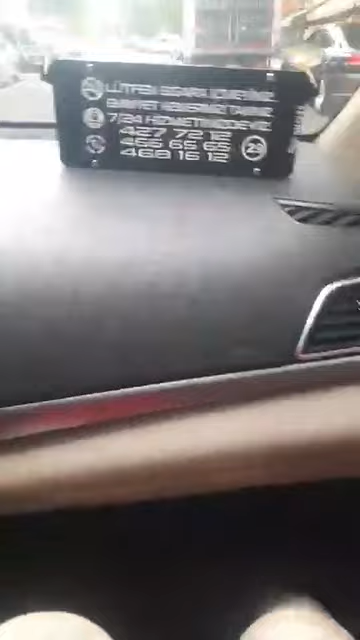 LÜTFEN SİGARA İÇMEYİNİZ
EMNİYET KEMERİNİZİ TAKINIZ
7/24 HİZMETİNİZDEYİZ
427 72 12
466 65 65
468 16 12